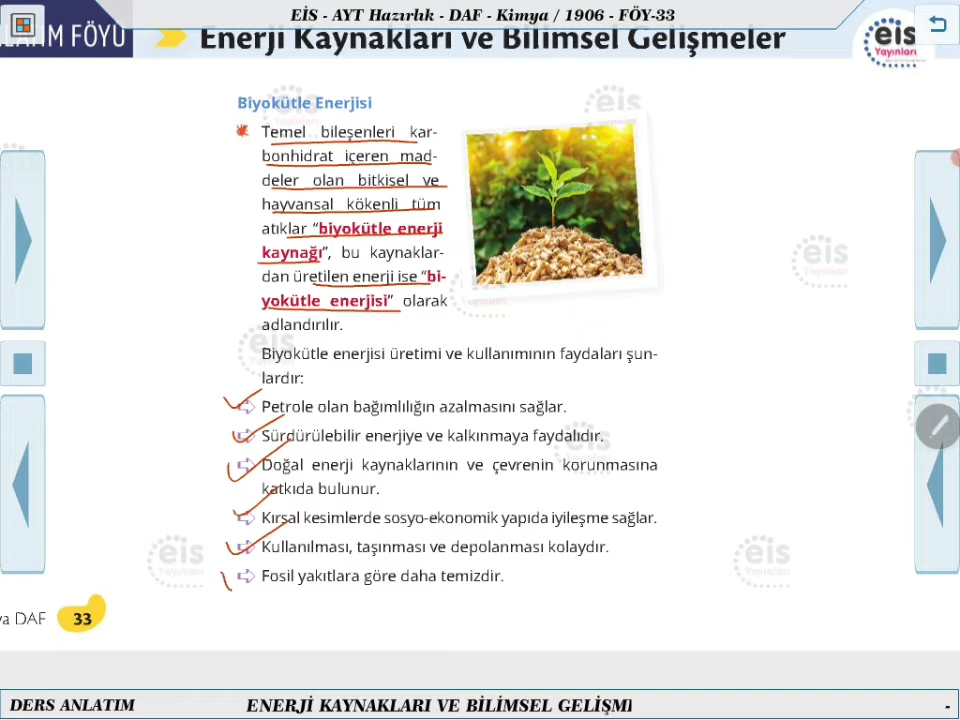 EİS - AYT Hazırlık - DAF - Kimya / 1906 - FÖY-33
FÖYÜ
Enerji Kaynakları ve Bilimsel Gelişmeler
eis
Yayınları
Biyokütle Enerjisi
Temel bileşenleri kar-
bonhidrat içeren mad-
deler olan bitkisel ve
hayvansal kökenli tüm
atıklar “biyokütle enerji
kaynağı”, bu kaynaklar-
dan üretilen enerji ise “bi-
yokütle enerjisi” olarak
adlandırılır.
Biyokütle enerjisi üretimi ve kullanımının faydaları şun-
lardır:
Petrole olan bağımlılığın azalmasını sağlar.
Sürdürülebilir enerjiye ve kalkınmaya faydalıdır.
Doğal enerji kaynaklarının ve çevrenin korunmasına
katkıda bulunur.
Kırsal kesimlerde sosyo-ekonomik yapıda iyileşme sağlar.
Kullanılması, taşınması ve depolanması kolaydır.
Fosil yakıtlara göre daha temizdir.
ya DAF 33
DERS ANLATIM ENERJİ KAYNAKLARI VE BİLİMSEL GELİŞMİ -